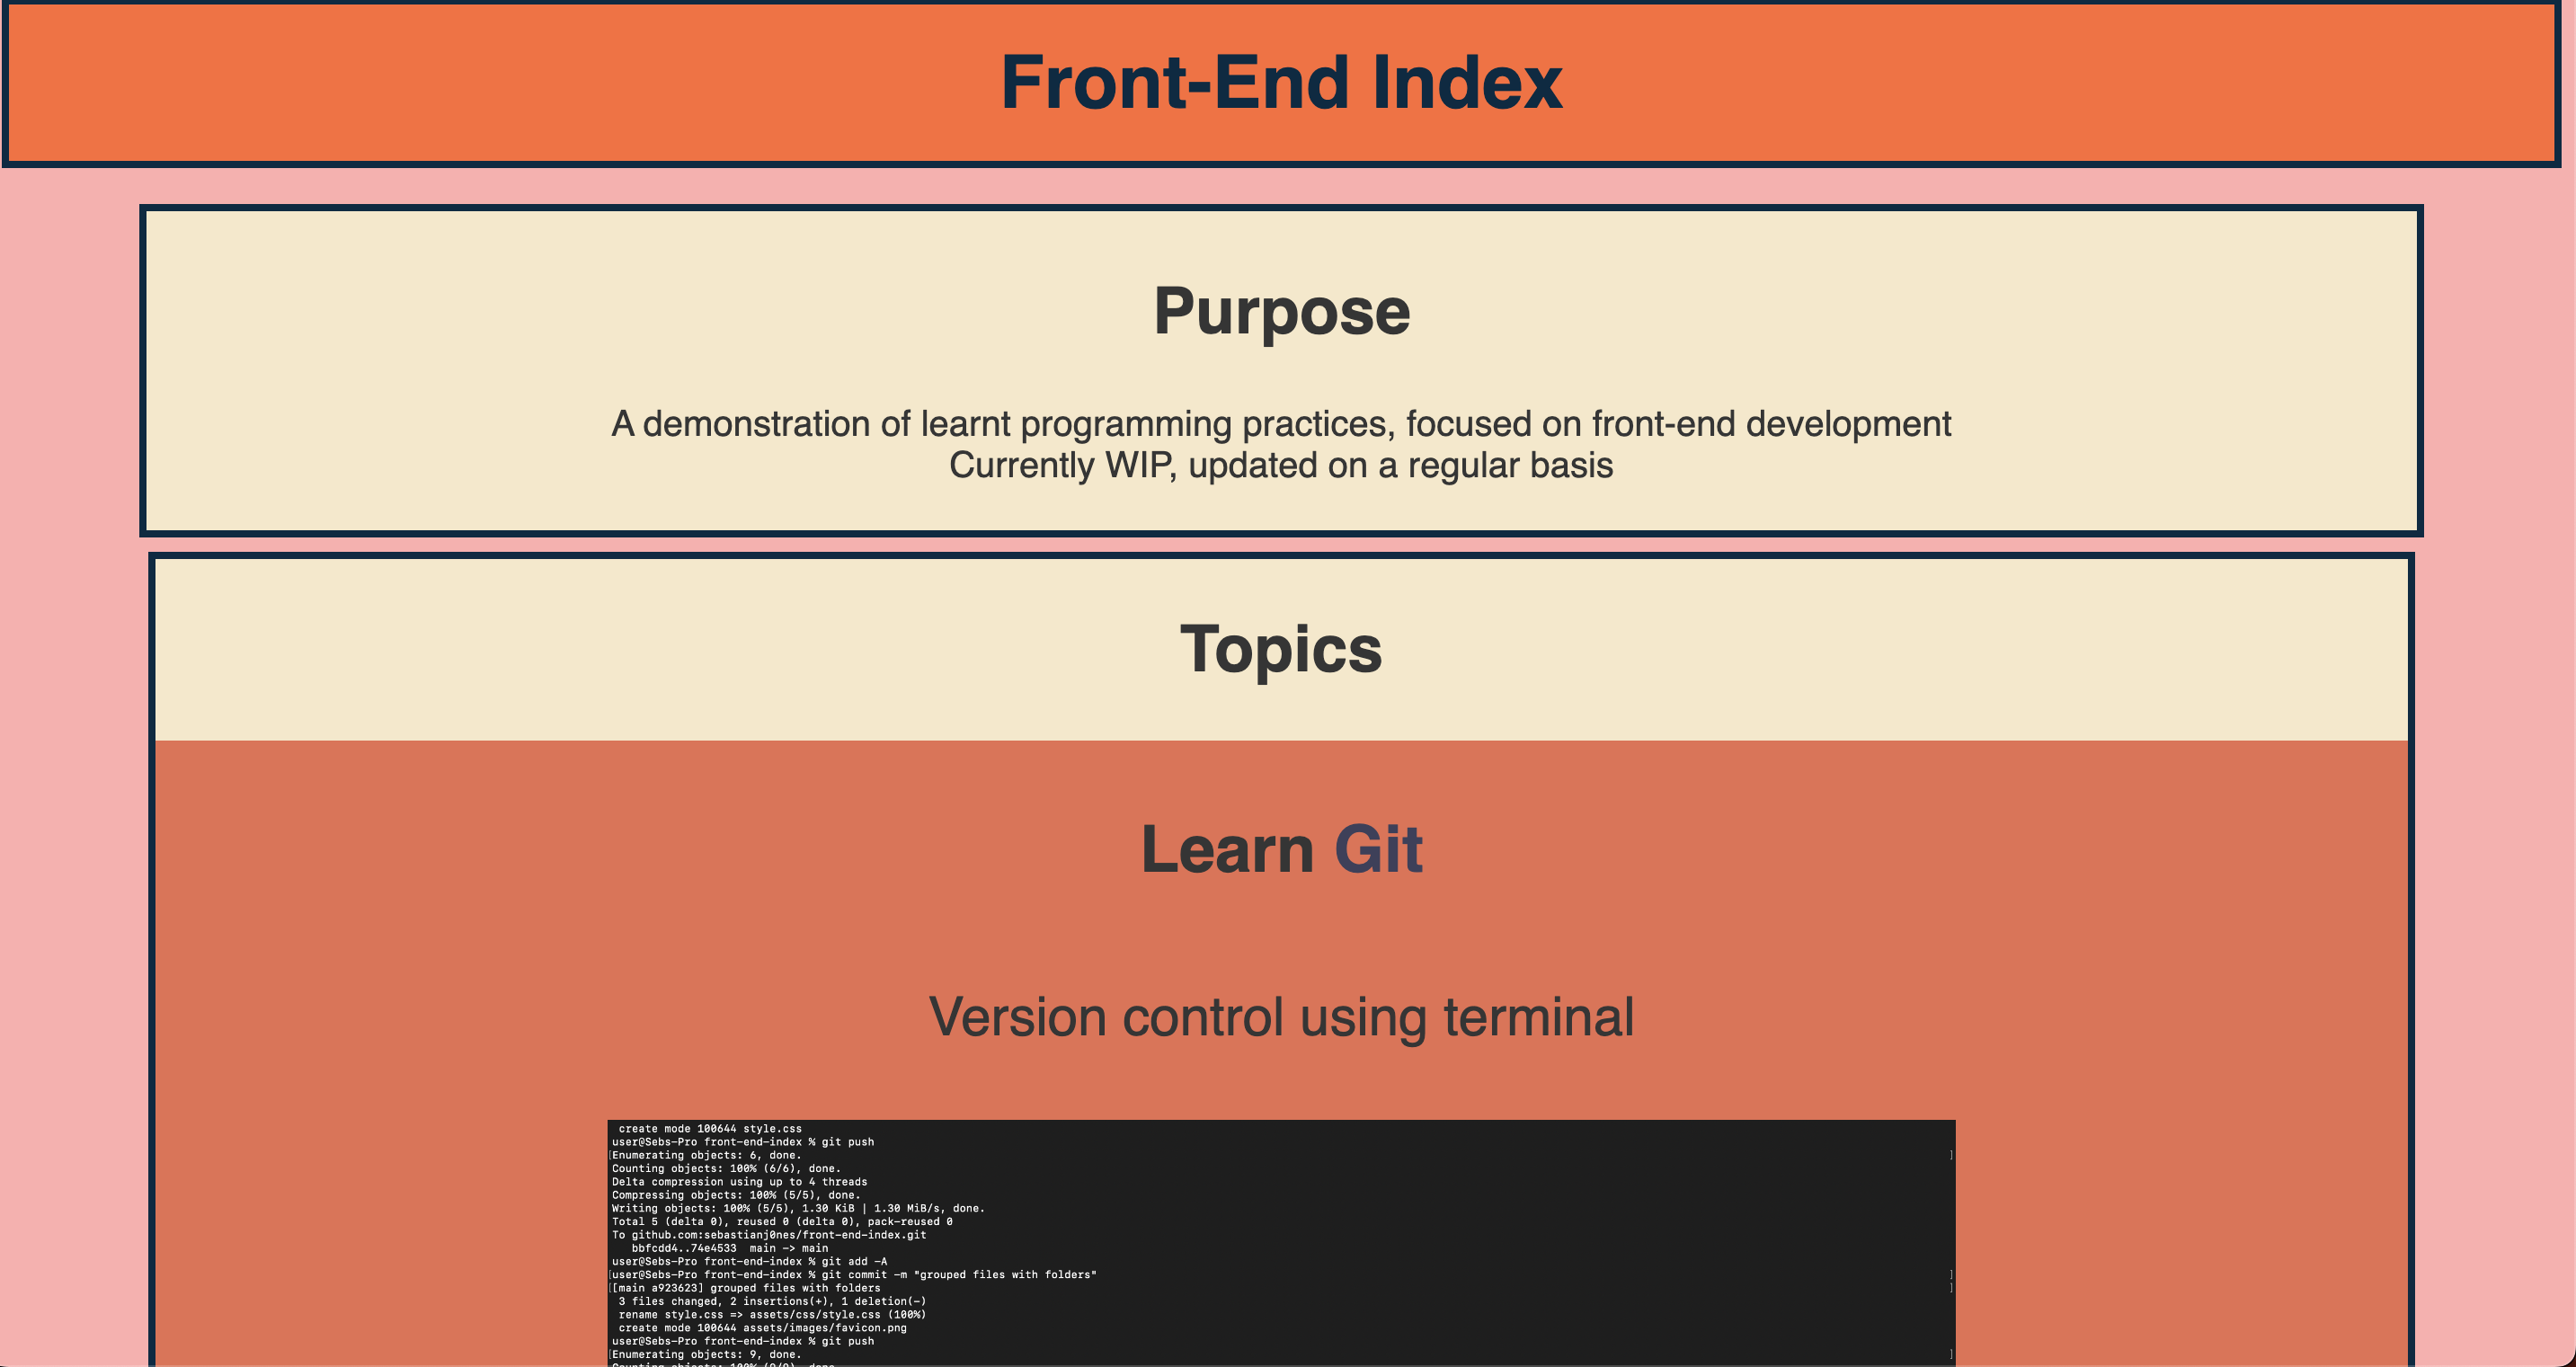 Front-End Index
Purpose
A demonstration of learnt programming practices, focused on front-end development
Currently WIP, updated on a regular basis
Topics
Learn Git
Version control using terminal
create mode 100644 style.css
user@Sebs-Pro front-end-index % git push
[Enumerating objects: 6, done. ]
Counting objects: 100% (6/6), done.
Delta compression using up to 4 threads
Compressing objects: 100% (5/5), done.
Writing objects: 100% (5/5), 1.30 KiB | 1.30 MiB/s, done.
Total 5 (delta 0), reused 0 (delta 0), pack-reused 0
To github.com:sebastianj0nes/front-end-index.git
bbfcdd4..74e4533  main -> main
user@Sebs-Pro front-end-index % git add -A
[user@Sebs-Pro front-end-index % git commit -m "grouped files with folders" ]
[[main a923623] grouped files with folders ]
3 files changed, 2 insertions(+), 1 deletion(-)
rename style.css => assets/css/style.css (100%)
create mode 100644 assets/images/favicon.png
user@Sebs-Pro front-end-index % git push
[Enumerating objects: 9, done. ]